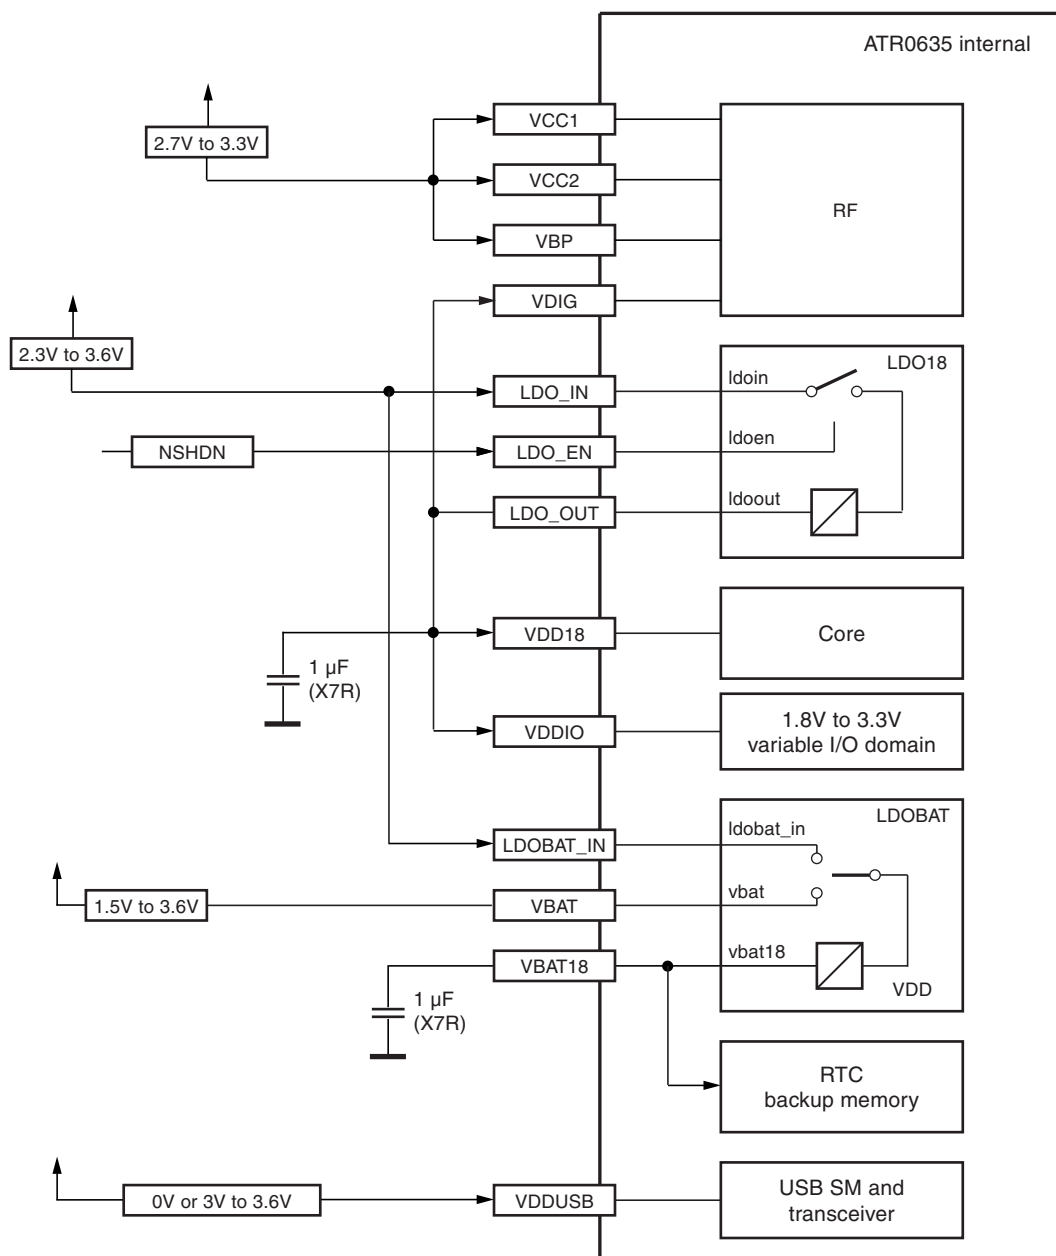 ATR0635 internal
VCC1
2.7V to 3.3V
VCC2
RF
VBP
VDIG
2.3V to 3.6V
LDO18
ldoin
LDO_IN
ldoen
NSHDN
LDO_EN
ldoout
LDO_OUT
VDD18
Core
1 µF
(X7R)
1.8V to 3.3V
variable I/O domain
VDDIO
LDOBAT
ldobat_in
LDOBAT_IN
vbat
1.5V to 3.6V
VBAT
vbat18
VBAT18
VDD
1 µF
(X7R)
RTC
backup memory
0V or 3V to 3.6V
VDDUSB
USB SM and
transceiver